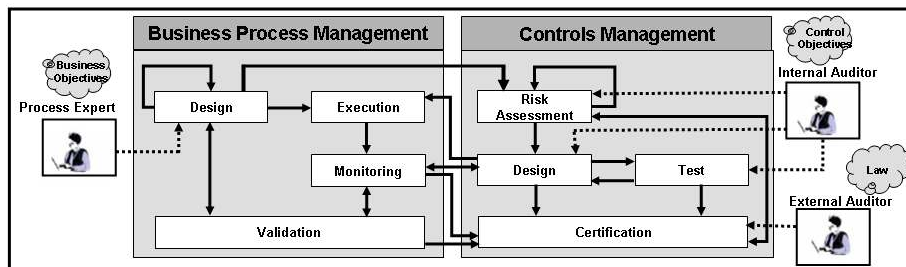 Business Process Management
Controls Management
Business
Objectives
Process Expert
Control
Objectives
Internal Auditor
Design
Execution
Risk
Assessment
Monitoring
Design
Test
Law
External Auditor
Validation
Certification